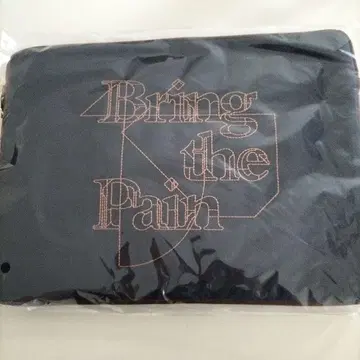 Bring
the
Pain